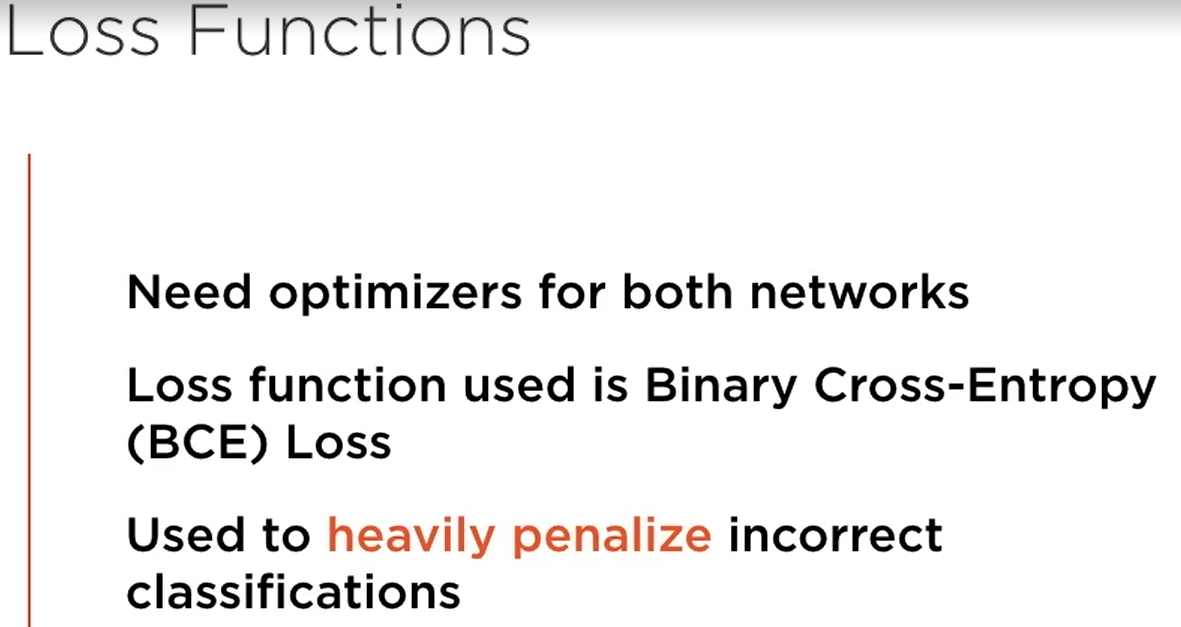 Loss Functions
Need optimizers for both networks
Loss function used is Binary Cross-Entropy
(BCE) Loss
Used to heavily penalize incorrect
classifications